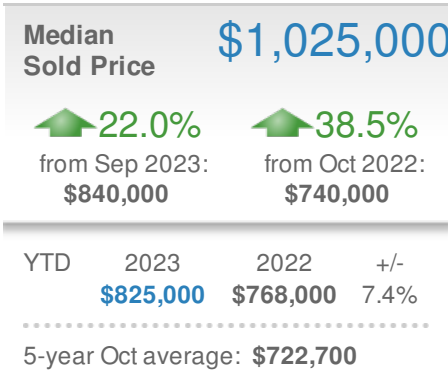 Median $1,025,000
Sold Price
22.0% 38.5%
from Sep 2023: from Oct 2022:
$840,000 $740,000
YTD 2023 2022 +/-
$825,000 $768,000 7.4%
5-year Oct average: $722,700